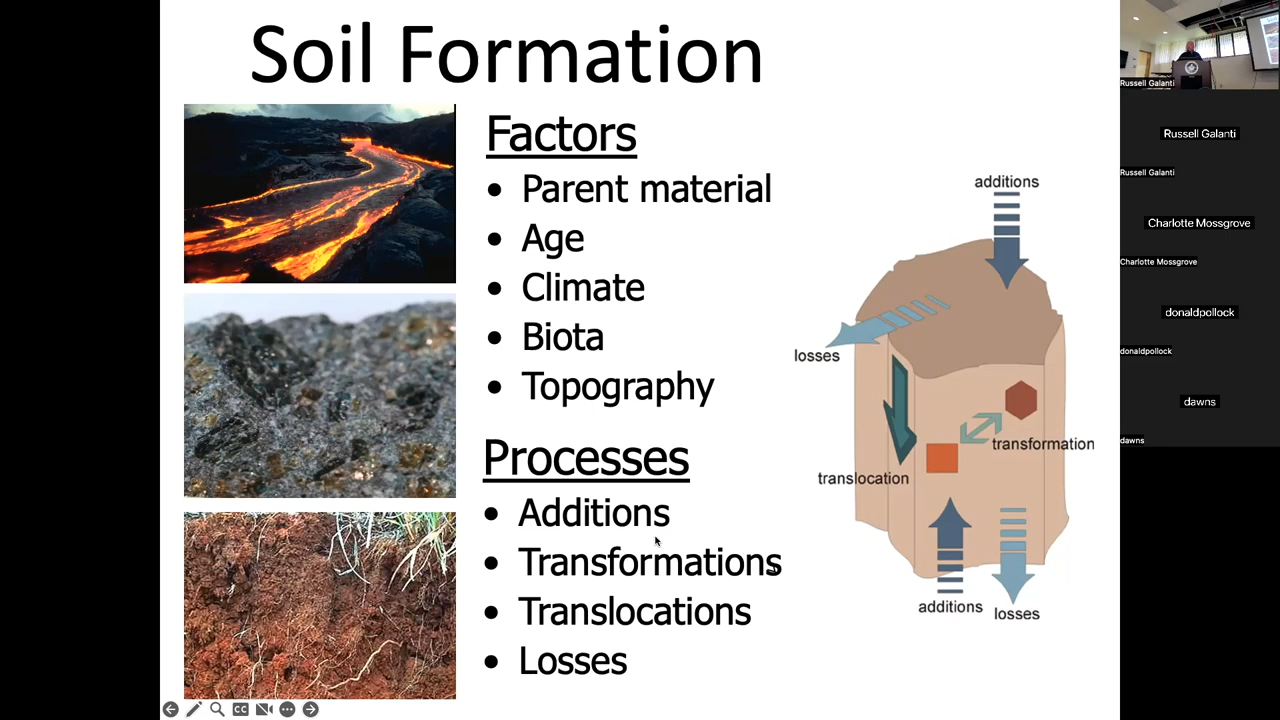 Soil Formation
Factors
• Parent material
• Age
• Climate
• Biota
• Topography
Processes
• Additions
• Transformations
• Translocations
• Losses
additions
losses
translocation
transformation
additions
losses
CC
Russell Galanti
Russell Galanti
Russell Galanti
Charlotte Mossgrove
Charlotte Mossgrove
donaldpollock
donaldpollock
dawns
dawns